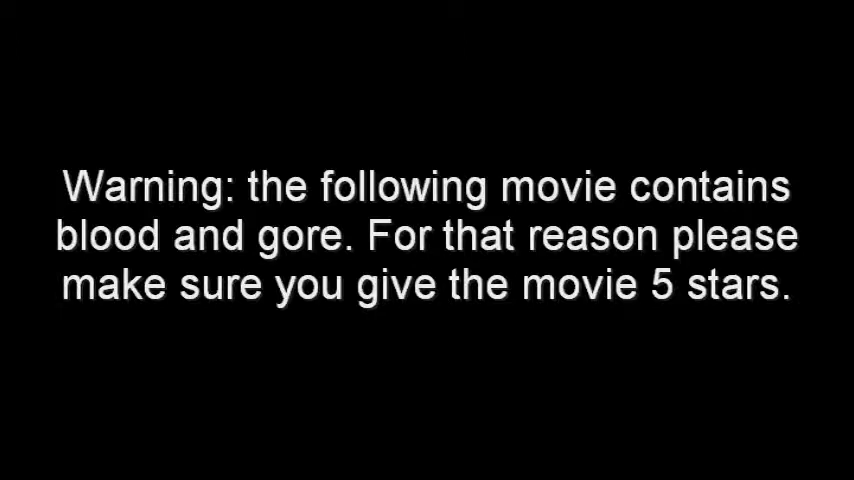 Warning: the following movie contains
blood and gore. For that reason please
make sure you give the movie 5 stars.